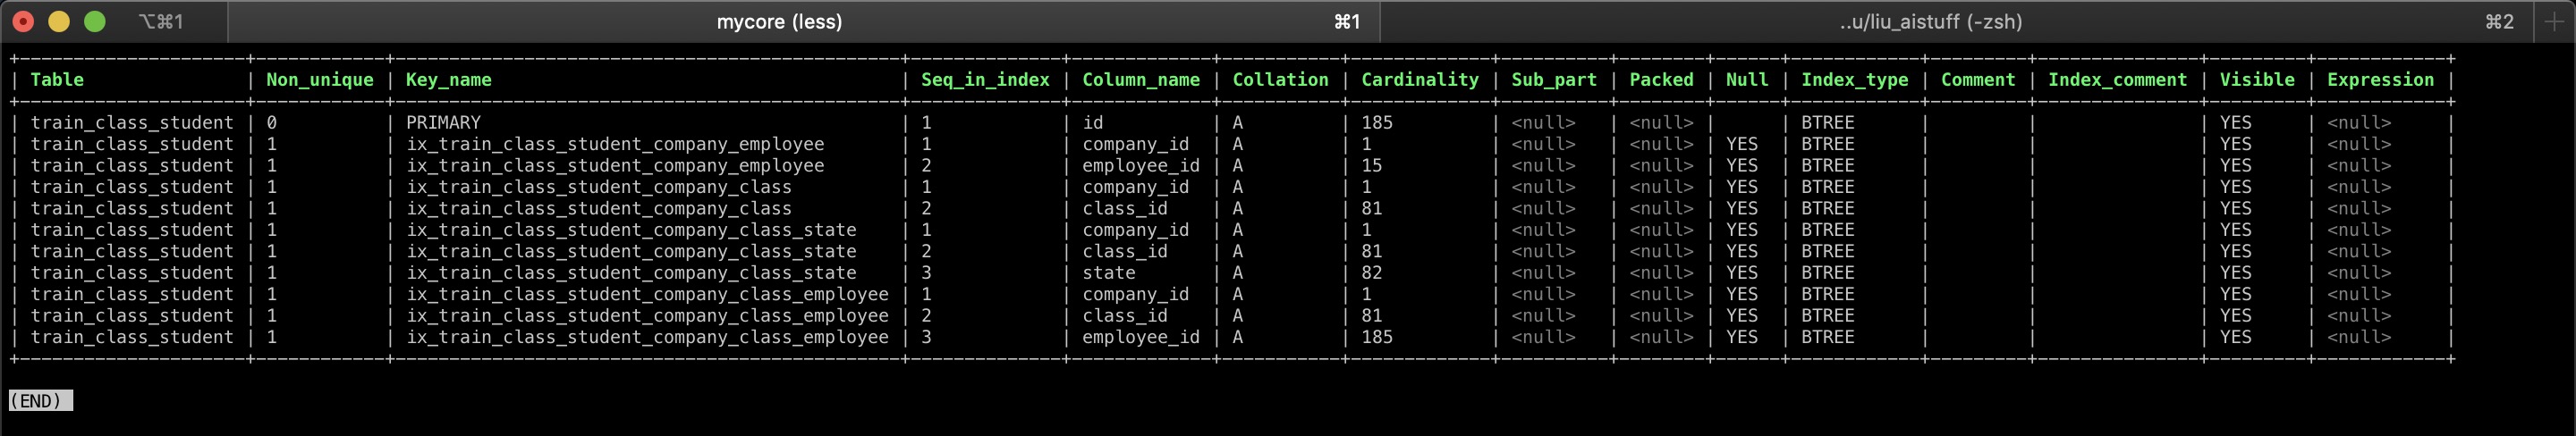 ⌥⌘1 mycore (less) ⌘1 ..u/liu_aistuff (-zsh) ⌘2
| Table | Non_unique | Key_name | Seq_in_index | Column_name | Collation | Cardinality | Sub_part | Packed | Null | Index_type | Comment | Index_comment | Visible | Expression |
| train_class_student | 0 | PRIMARY | 1 | id | A | 185 | <null> | <null> | | BTREE | | | YES | <null> |
| train_class_student | 1 | ix_train_class_student_company_employee | 1 | company_id | A | 1 | <null> | <null> | YES | BTREE | | | YES | <null> |
| train_class_student | 1 | ix_train_class_student_company_employee | 2 | employee_id | A | 15 | <null> | <null> | YES | BTREE | | | YES | <null> |
| train_class_student | 1 | ix_train_class_student_company_class | 1 | company_id | A | 1 | <null> | <null> | YES | BTREE | | | YES | <null> |
| train_class_student | 1 | ix_train_class_student_company_class | 2 | class_id | A | 81 | <null> | <null> | YES | BTREE | | | YES | <null> |
| train_class_student | 1 | ix_train_class_student_company_class_state | 1 | company_id | A | 1 | <null> | <null> | YES | BTREE | | | YES | <null> |
| train_class_student | 1 | ix_train_class_student_company_class_state | 2 | class_id | A | 81 | <null> | <null> | YES | BTREE | | | YES | <null> |
| train_class_student | 1 | ix_train_class_student_company_class_state | 3 | state | A | 82 | <null> | <null> | YES | BTREE | | | YES | <null> |
| train_class_student | 1 | ix_train_class_student_company_class_employee | 1 | company_id | A | 1 | <null> | <null> | YES | BTREE | | | YES | <null> |
| train_class_student | 1 | ix_train_class_student_company_class_employee | 2 | class_id | A | 81 | <null> | <null> | YES | BTREE | | | YES | <null> |
| train_class_student | 1 | ix_train_class_student_company_class_employee | 3 | employee_id | A | 185 | <null> | <null> | YES | BTREE | | | YES | <null> |
(END)